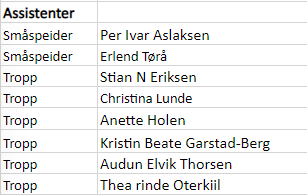 Assistenter
Småspeider Per Ivar Aslaksen
Småspeider Erlend Tørå
Tropp Stian N Eriksen
Tropp Christina Lunde
Tropp Anette Holen
Tropp Kristin Beate Garstad-Berg
Tropp Audun Elvik Thorsen
Tropp Thea rinde Oterkiil